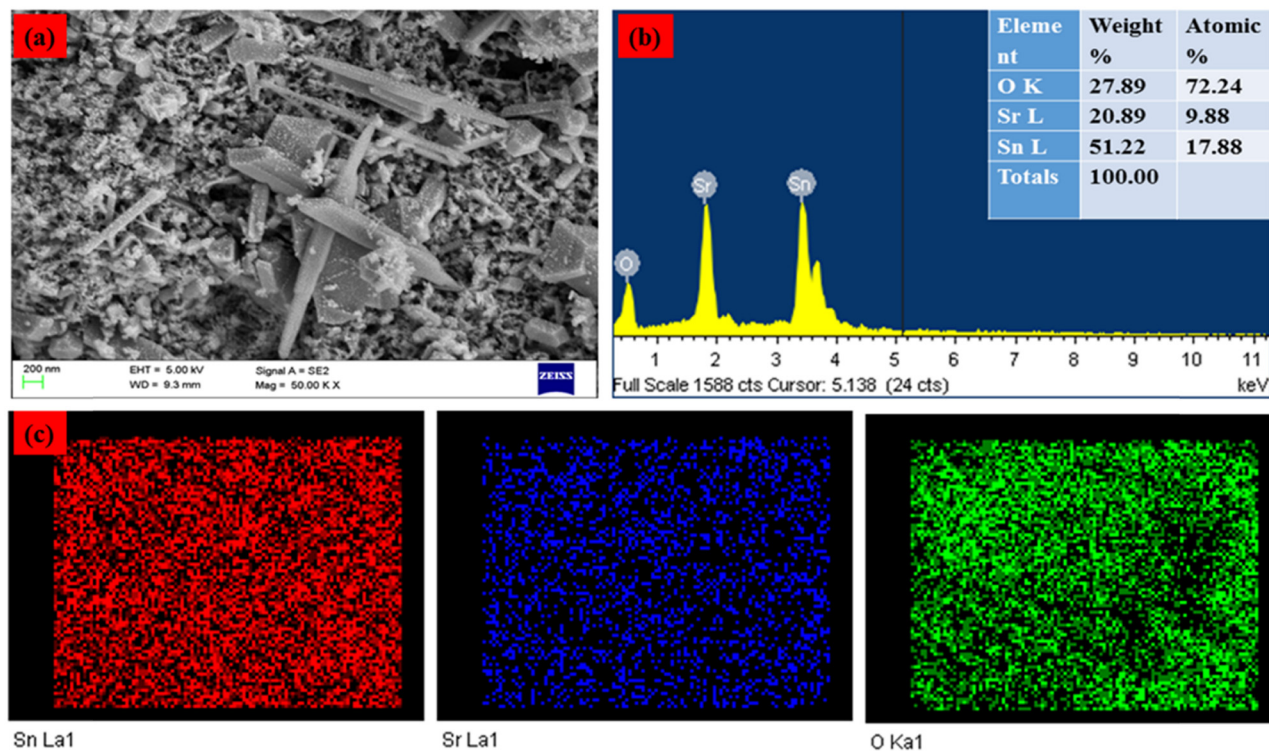 (a)
200 nm
EHT = 5.00 kV
WD = 9.3 mm
Signal A = SE2
Mag = 50.00 K X
ZEISS
(b)
Eleme nt Weight % Atomic %
O K 27.89 72.24
Sr L 20.89 9.88
Sn L 51.22 17.88
Totals 100.00
Sr
Sn
O
1 2 3 4 5 6 7 8 9 10 11
Full Scale 1588 cts Cursor: 5.138 (24 cts)
keV
(c)
Sn La1
Sr La1
O Ka1